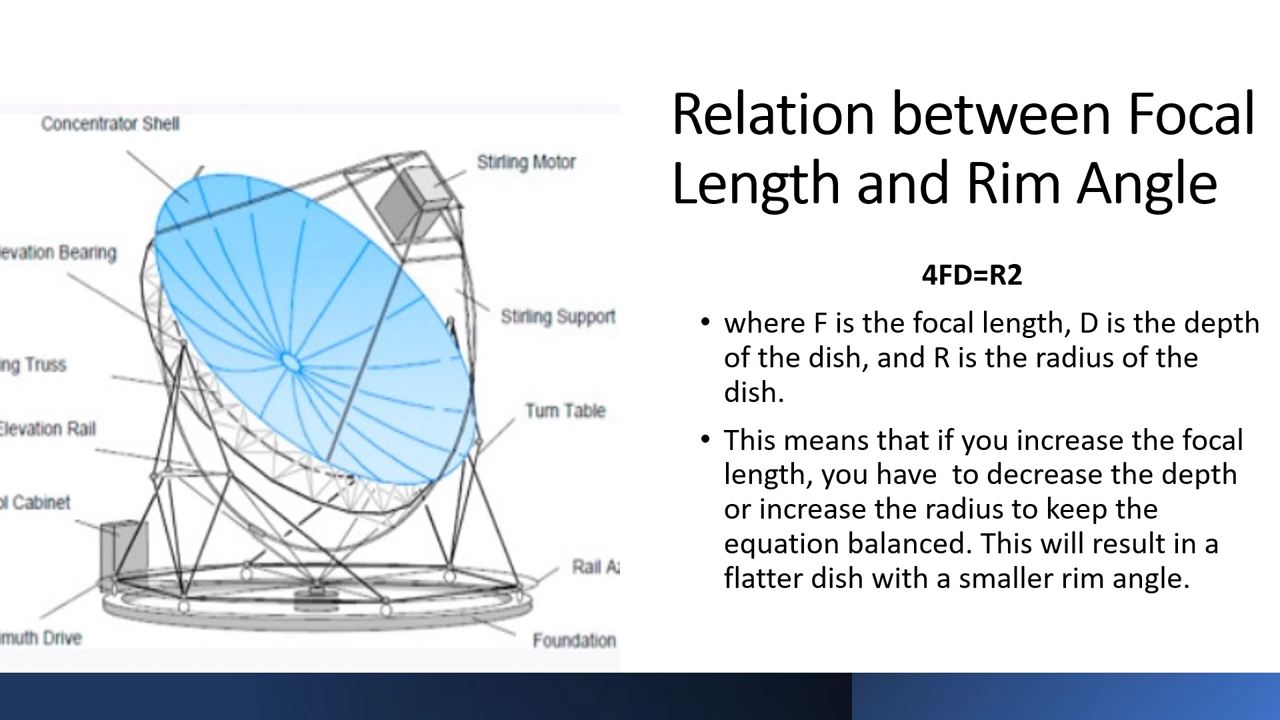 Relation between Focal
Length and Rim Angle
4FD=R2
• where F is the focal length, D is the depth
of the dish, and R is the radius of the
dish.
• This means that if you increase the focal
length, you have  to decrease the depth
or increase the radius to keep the
equation balanced. This will result in a
flatter dish with a smaller rim angle.
Concentrator Shell
Stirling Motor
levation Bearing
Stirling Support
ng Truss
Turn Table
Elevation Rail
ol Cabinet
Rail Az
muth Drive
Foundation